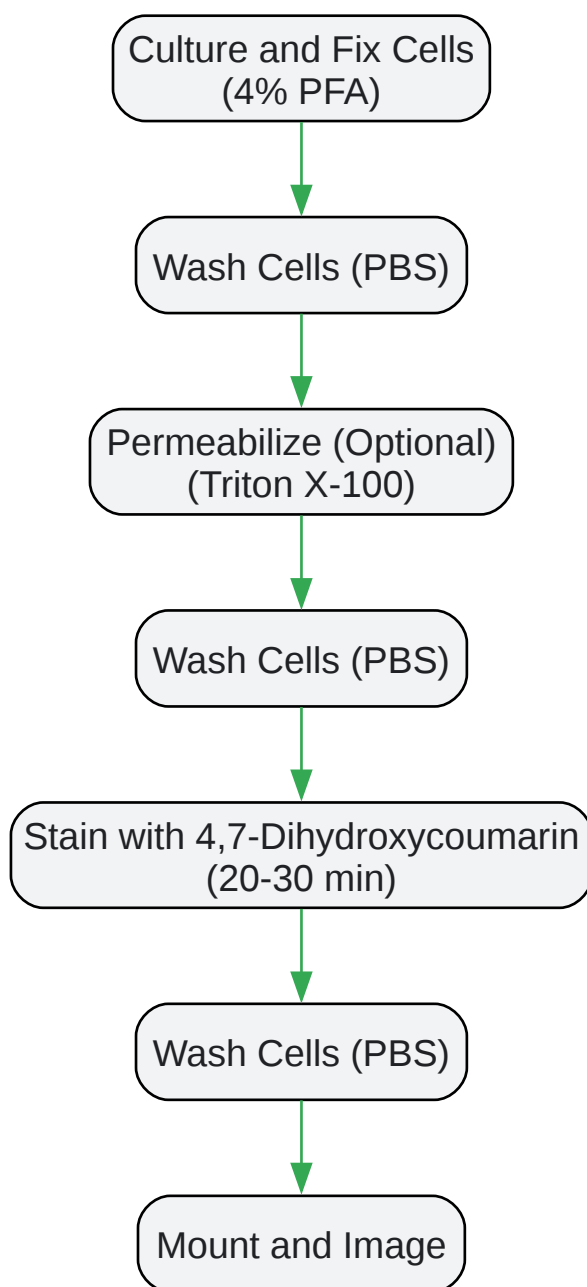 Culture and Fix Cells
(4% PFA)
Wash Cells (PBS)
Permeabilize (Optional)
(Triton X-100)
Wash Cells (PBS)
Stain with 4,7-Dihydroxycoumarin
(20-30 min)
Wash Cells (PBS)
Mount and Image